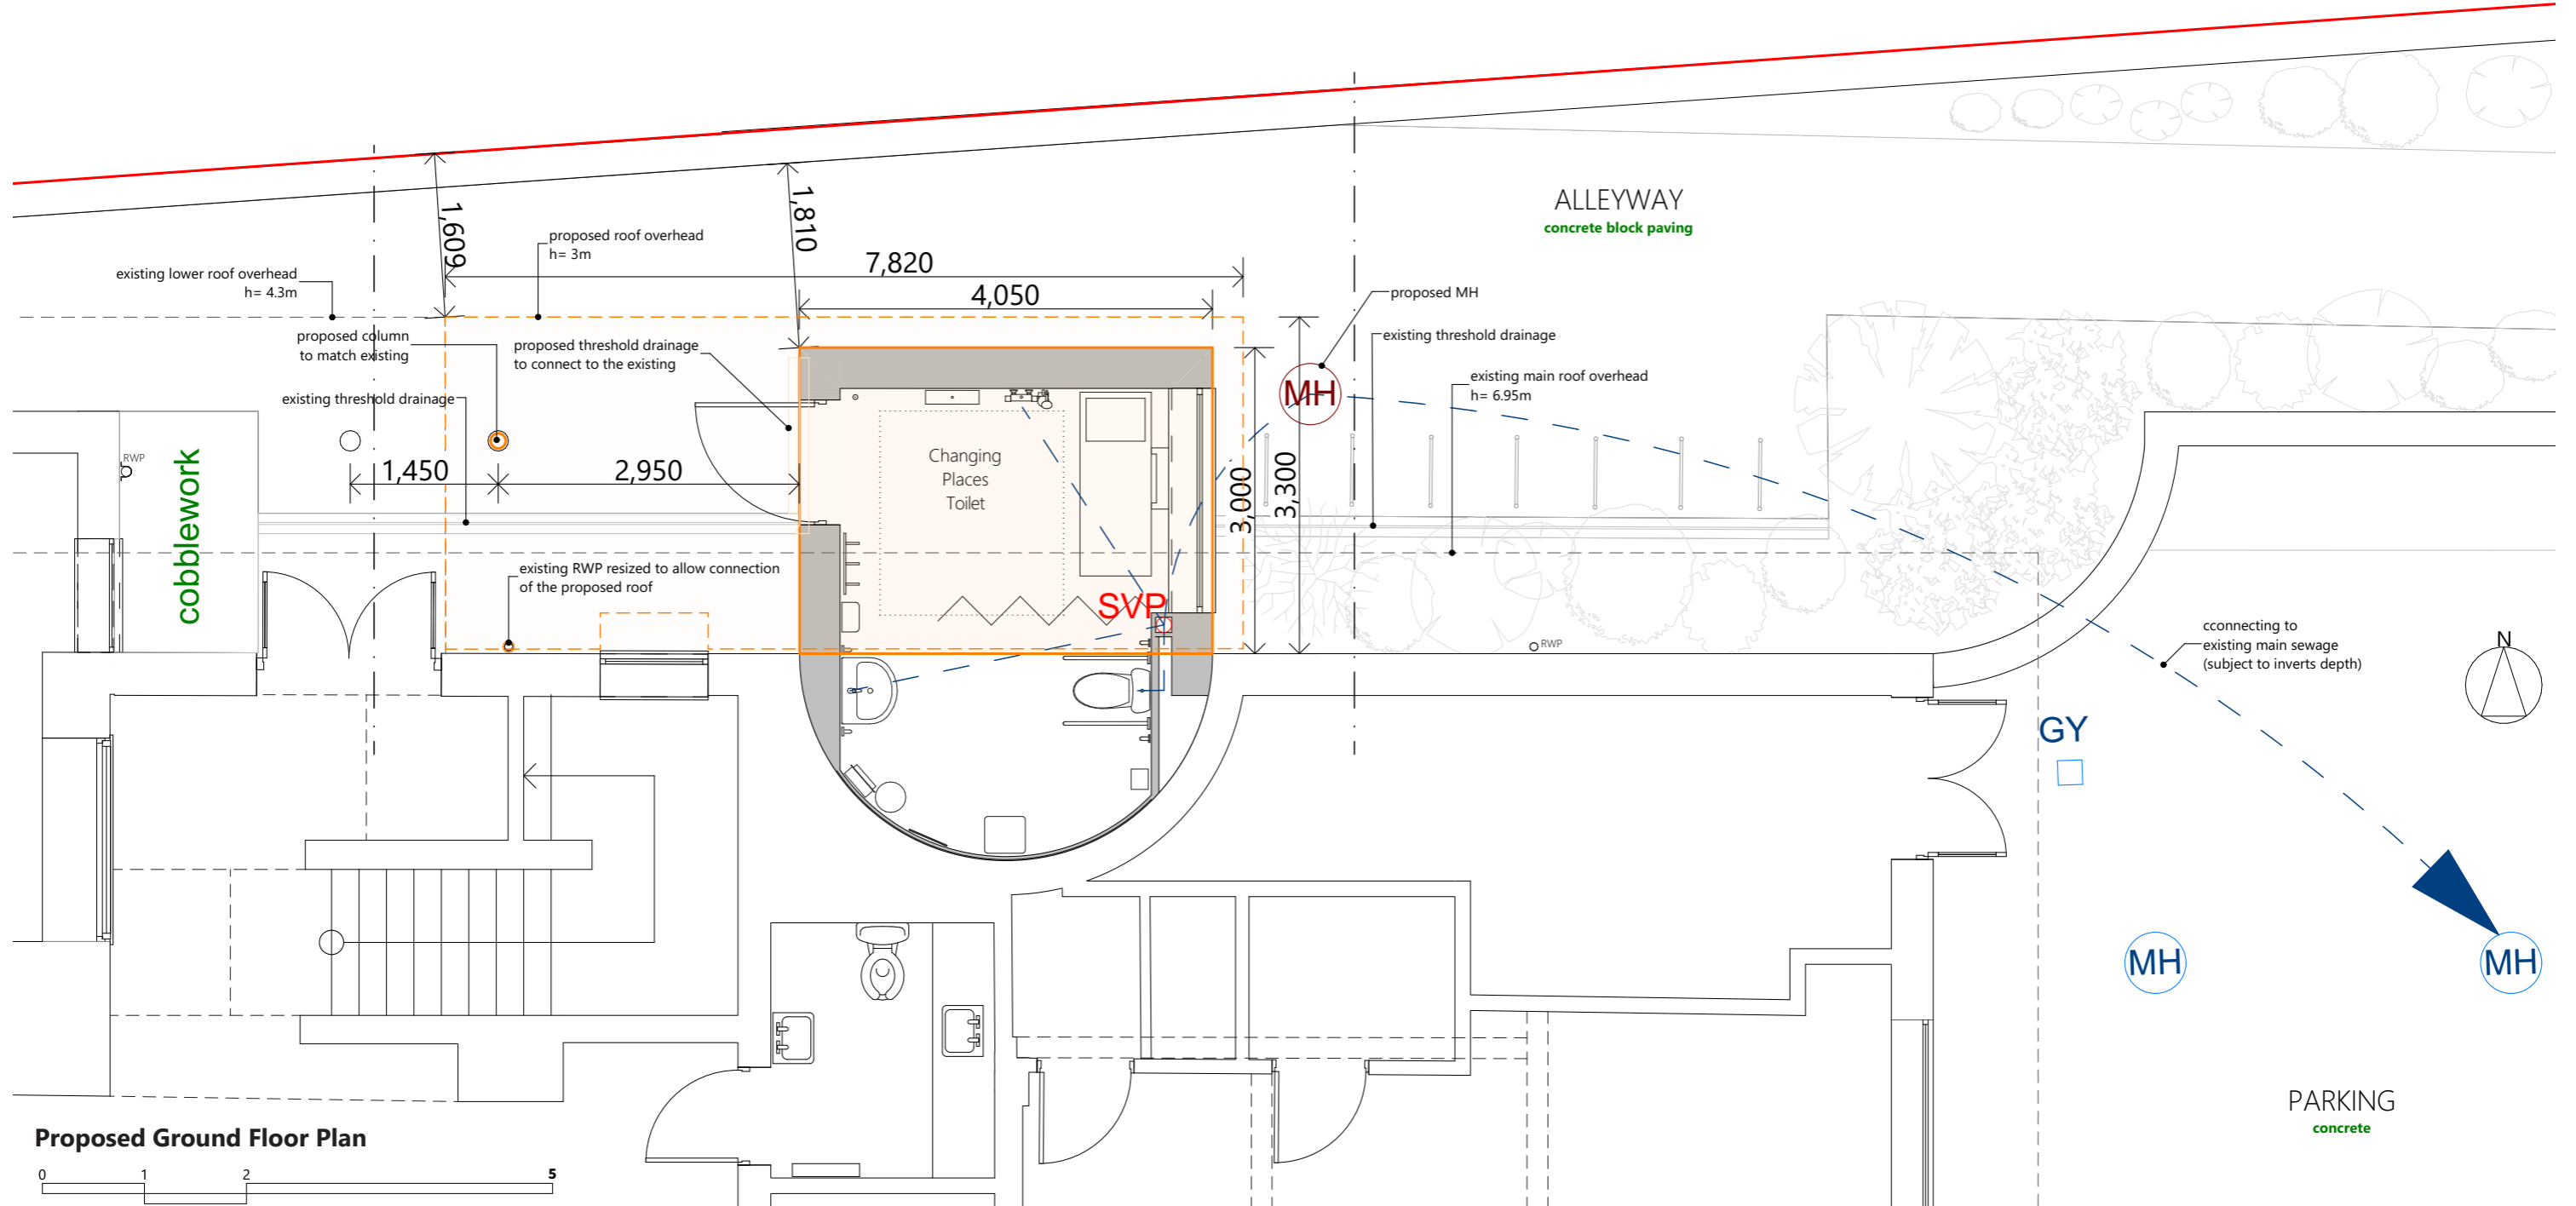 ALLEYWAY
concrete block paving
1,609
1,810
proposed roof overhead
h= 3m
7,820
existing lower roof overhead
h= 4.3m
4,050
proposed MH
proposed column
to match existing
proposed threshold drainage
to connect to the existing
existing threshold drainage
existing main roof overhead
h= 6.95m
MH
existing threshold drainage
RWP
cobblework
1,450
2,950
Changing
Places
Toilet
3,000
3,300
existing RWP resized to allow connection
of the proposed roof
SVP
RWP
cconnecting to
existing main sewage
(subject to inverts depth)
N
GY
MH
MH
PARKING
concrete
Proposed Ground Floor Plan
0 1 2 5